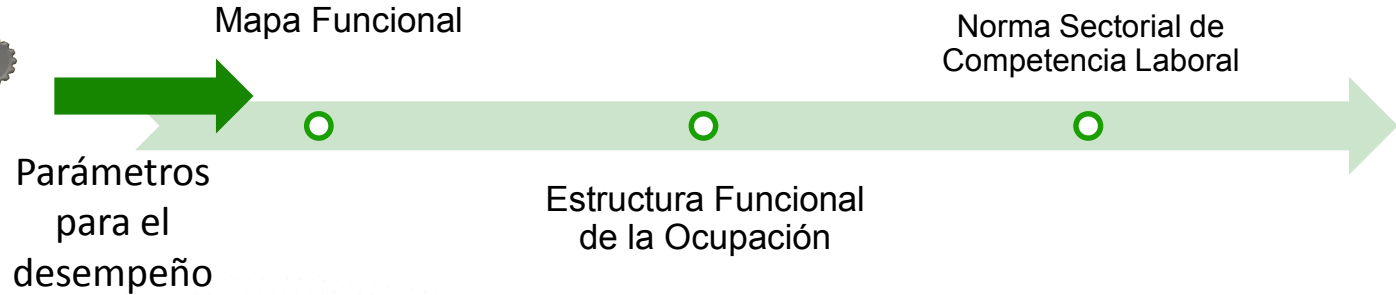 Mapa Funcional
Norma Sectorial de
Competencia Laboral
Parámetros
para el
desempeño
Estructura Funcional
de la Ocupación